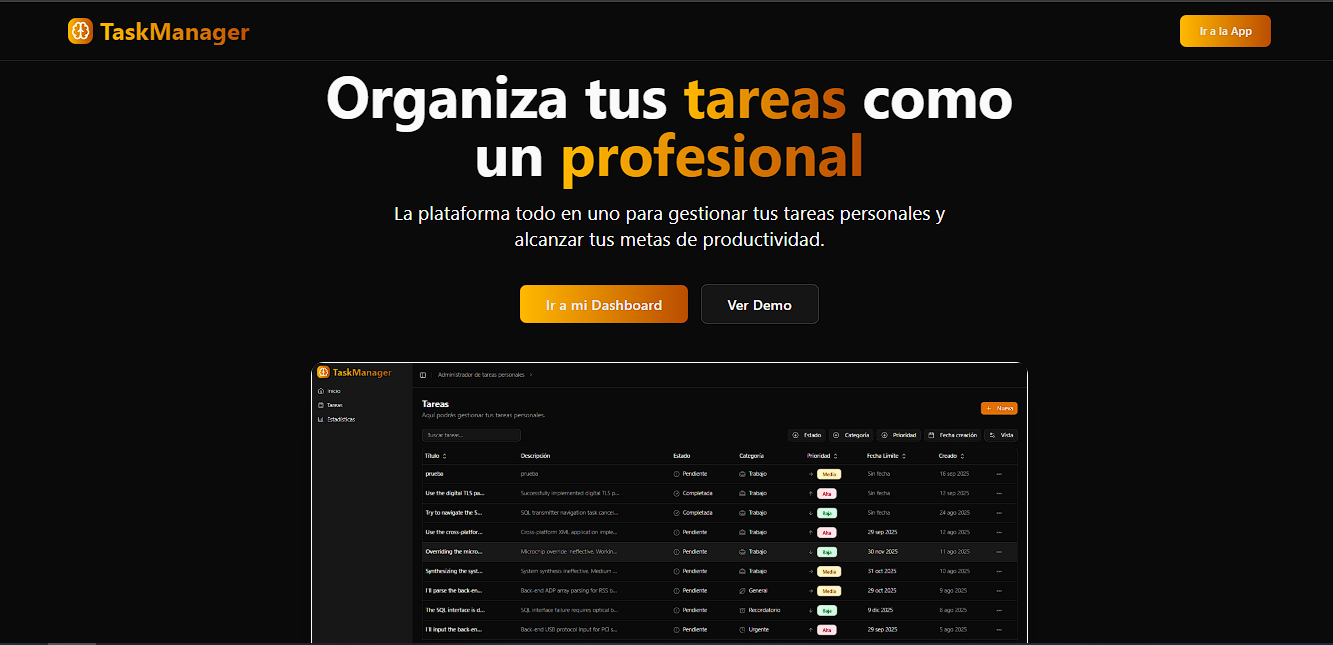 TaskManager
Ir a la App
Organiza tus tareas como
un profesional
La plataforma todo en uno para gestionar tus tareas personales y
alcanzar tus metas de productividad.
Ir a mi Dashboard Ver Demo
TaskManager
Administrador de tareas personales
Inicio
Tareas
Estadísticas
Tareas
Aquí podrás gestionar tus tareas personales.
Nueva
Buscar tareas...
Estado Categoría Prioridad Fecha creación Vista
Título Descripción Estado Categoría Prioridad Fecha Límite Creado
prueba prueba Pendiente Trabajo Media Sin fecha 16 sep 2025
Use the digital TLS pa... Successfully implemented digital TLS p... Completada Trabajo Alta Sin fecha 12 sep 2025
Try to navigate the S... SQL transmitter navigation task cancel... Completada Trabajo Baja Sin fecha 24 ago 2025
Use the cross-platfor... Cross-platform XML application imple... Pendiente Trabajo Alta 29 sep 2025 12 ago 2025
Overriding the micro... Microchip override ineffective. Workin... Pendiente Trabajo Baja 30 nov 2025 11 ago 2025
Synthesizing the syst... System synthesis ineffective. Medium ... Pendiente Trabajo Media 31 oct 2025 10 ago 2025
I'll parse the back-en... Back-end ADP array parsing for RSS b... Pendiente General Media 29 oct 2025 9 ago 2025
The SQL interface is d... SQL interface failure requires optical b... Pendiente Recordatorio Baja 9 dic 2025 8 ago 2025
I'll input the back-en... Back-end USB protocol input for PCI s... Pendiente Urgente Alta 29 sep 2025 5 ago 2025